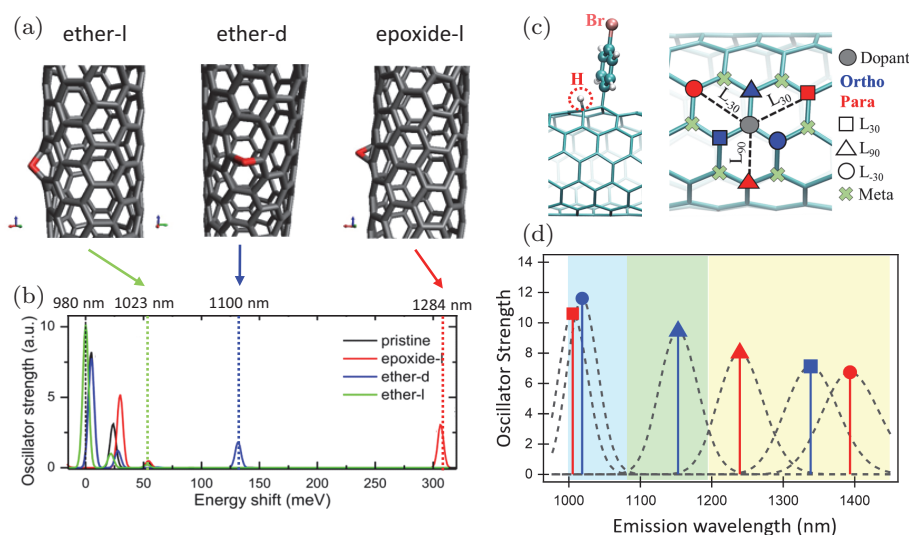 (a)
ether-l
ether-d
epoxide-l
(b)
980 nm
1023 nm
1100 nm
1284 nm
Oscillator strength (a.u.)
10
5
0
pristine
epoxide-l
ether-d
ether-l
0
50
100
150
200
250
300
Energy shift (meV)
(c)
Br
H
L-30
L30
L90
Dopant
Ortho
Para
L30
L90
L-30
Meta
(d)
Oscillator Strength
14
12
10
8
6
4
2
0
1000
1100
1200
1300
1400
Emission wavelength (nm)